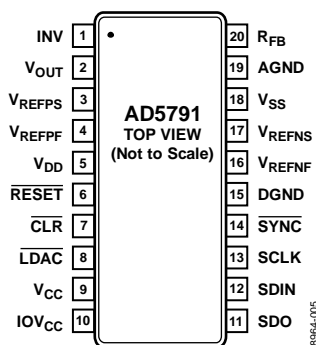 INV 1
VOUT 2
VREFPS 3
VREFPF 4
VDD 5
RESET 6
CLR 7
LDAC 8
VCC 9
IOVCC 10
AD5791
TOP VIEW
(Not to Scale)
20 RFB
19 AGND
18 VSS
17 VREFNS
16 VREFNF
15 DGND
14 SYNC
13 SCLK
12 SDIN
11 SDO
8964-005